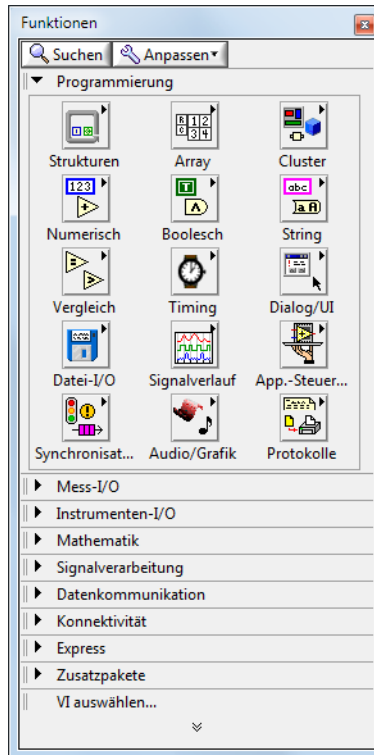 Funktionen
Suchen Anpassen
Programmierung
Strukturen Array Cluster
Numerisch Boolesch String
Vergleich Timing Dialog/UI
Datei-I/O Signalverlauf App.-Steuer...
Synchronisat... Audio/Grafik Protokolle
Mess-I/O
Instrumenten-I/O
Mathematik
Signalverarbeitung
Datenkommunikation
Konnektivität
Express
Zusatzpakete
VI auswählen...